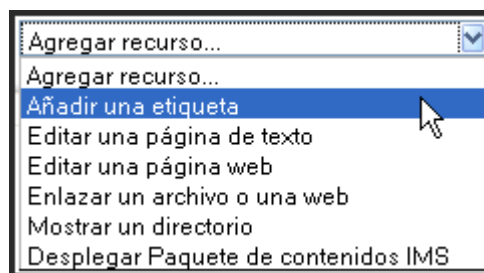 Agregar recurso...
Agregar recurso...
Añadir una etiqueta
Editar una página de texto
Editar una página web
Enlazar un archivo o una web
Mostrar un directorio
Desplegar Paquete de contenidos IMS